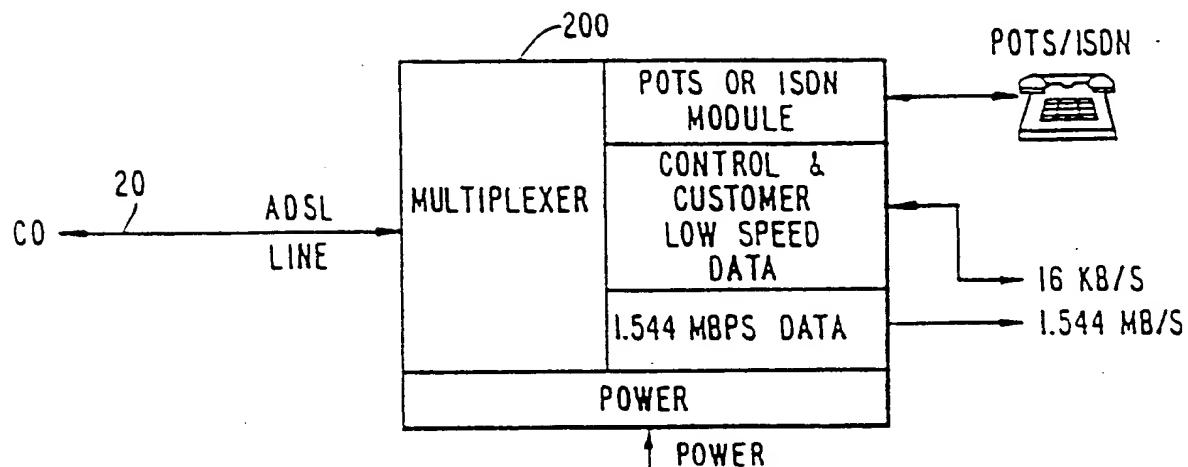 200
POTS/ISDN
POTS OR ISDN
MODULE
20
CO
ADSL
LINE
MULTIPLEXER
CONTROL &
CUSTOMER
LOW SPEED
DATA
16 KB/S
1.544 MBPS DATA
1.544 MB/S
POWER
POWER